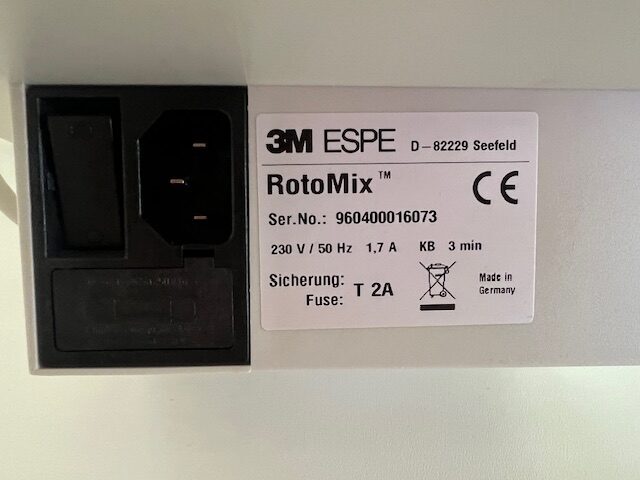 3M ESPE D-82229 Seefeld
RotoMix™
CE
Ser.No.: 960400016073
230 V / 50 Hz 1,7 A KB 3 min
Sicherung:
Fuse: T 2A
Made in
Germany